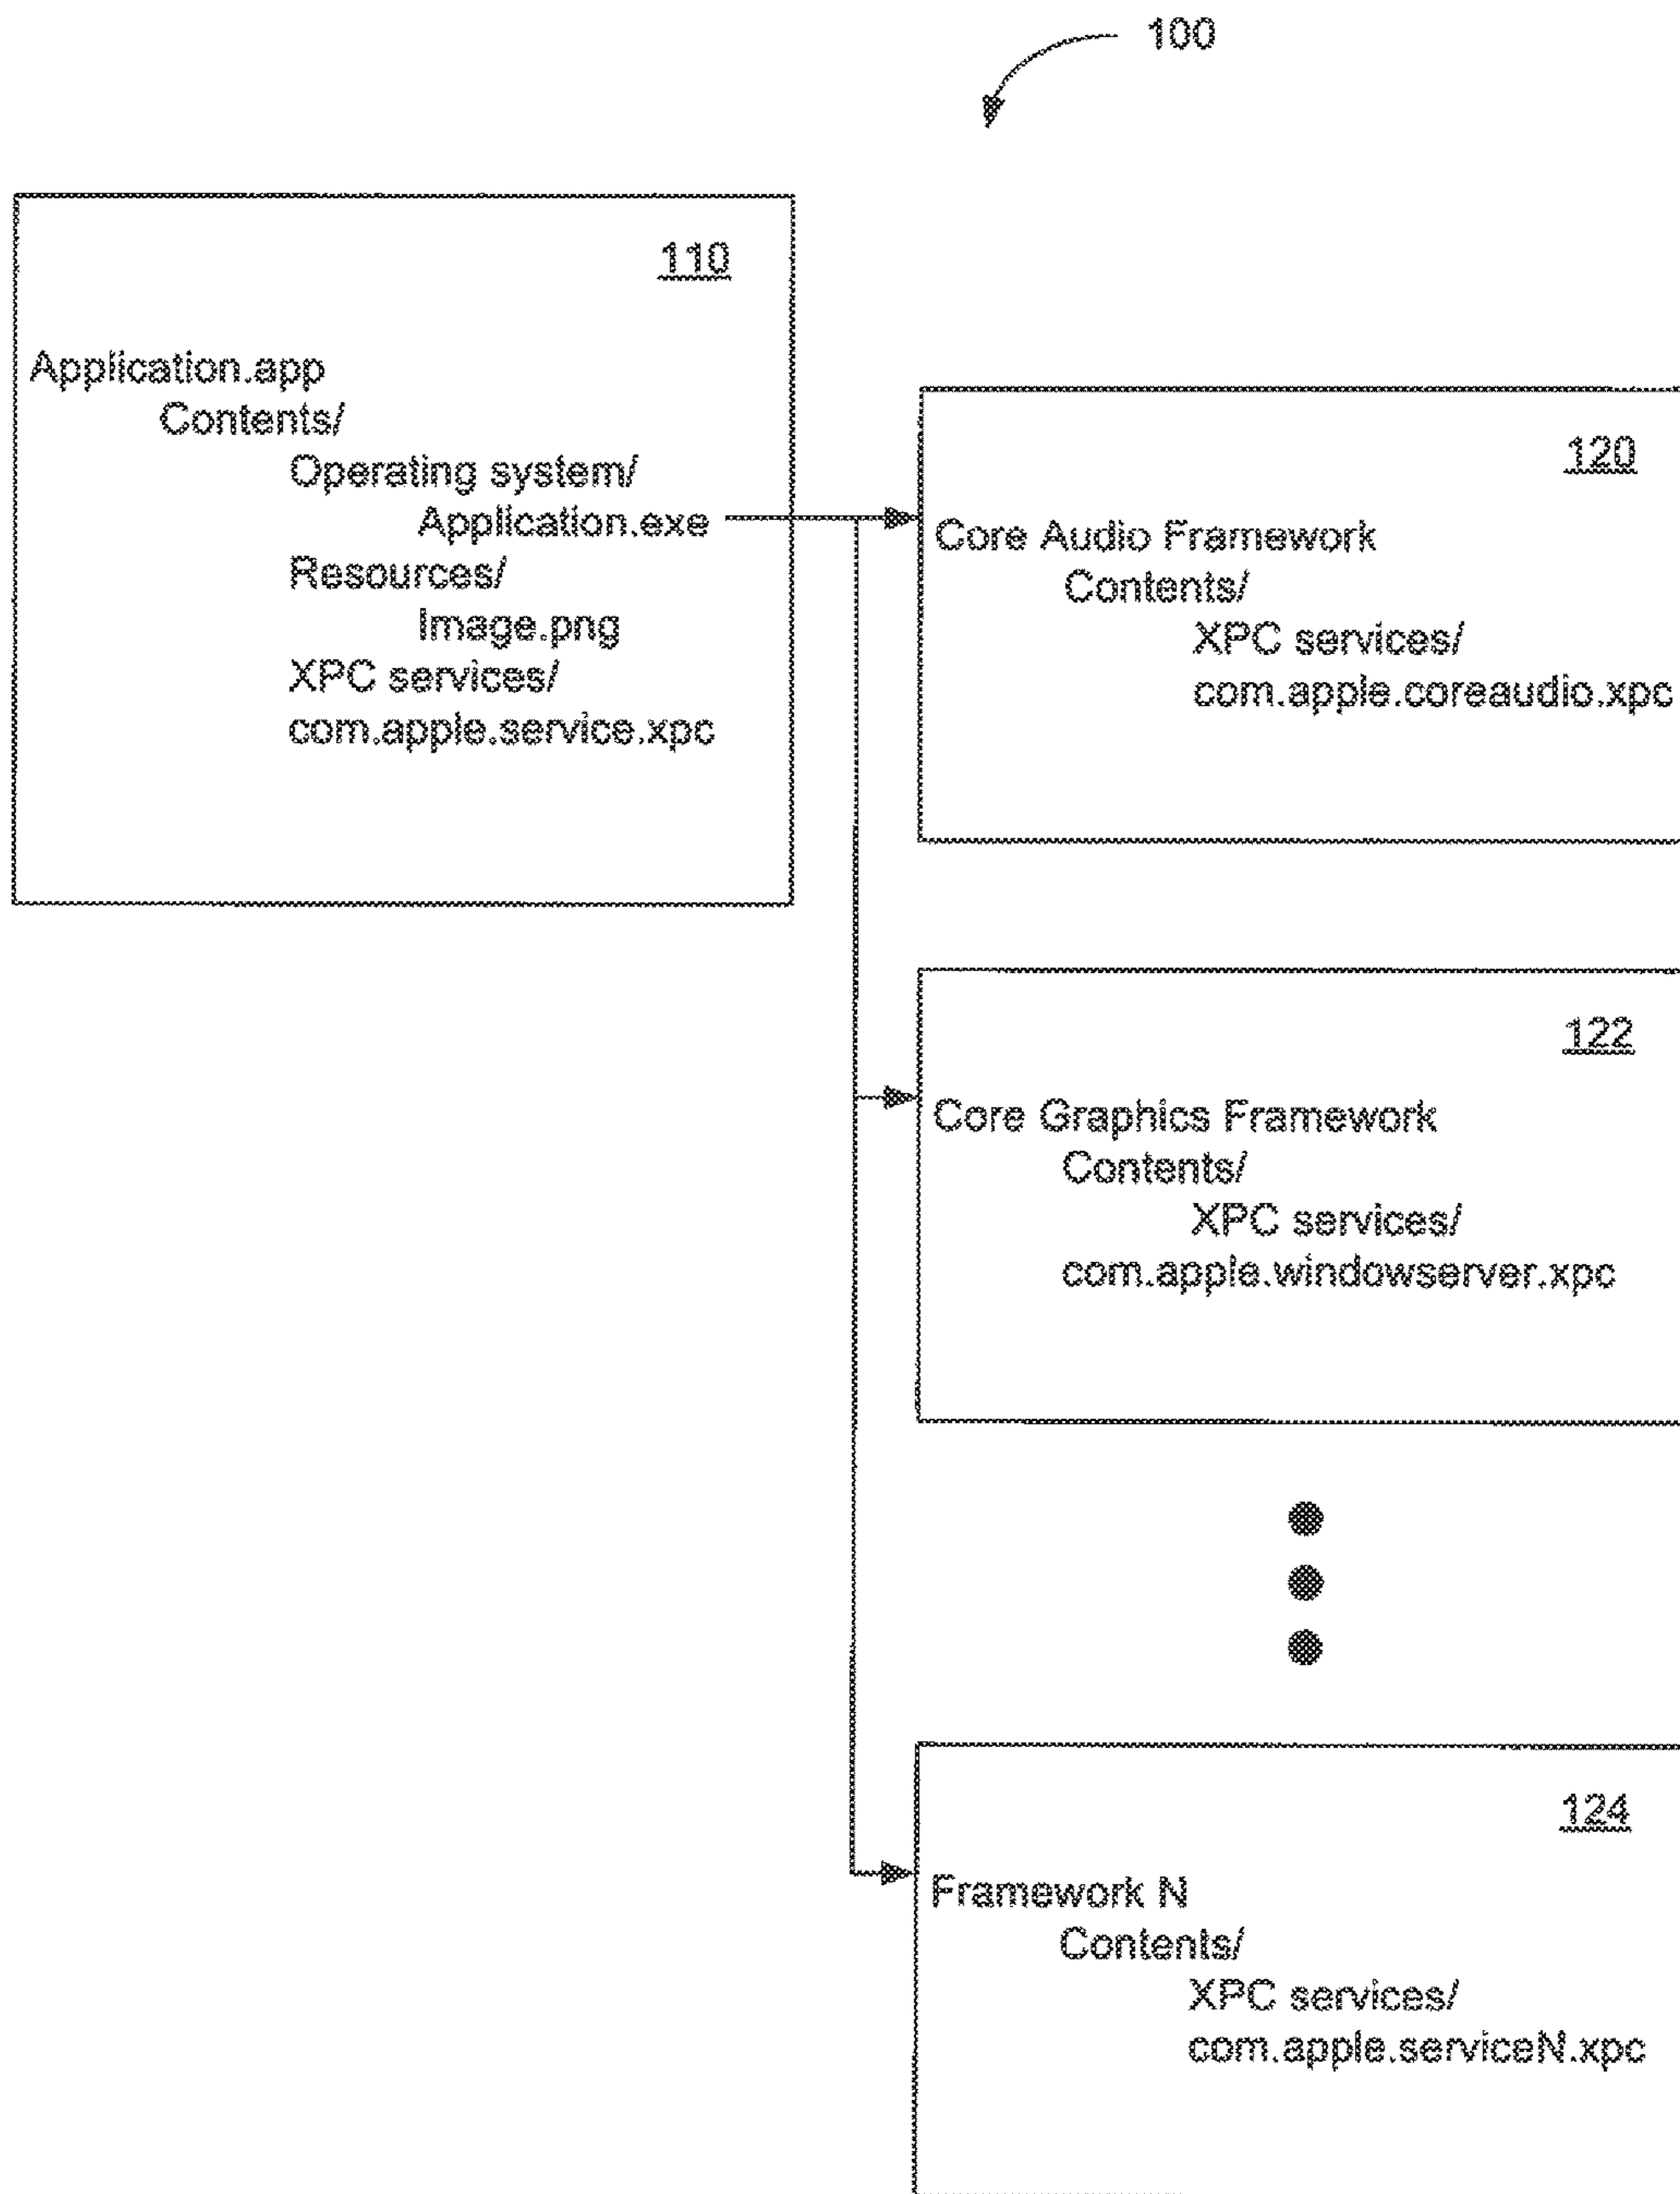 100
110
Application.app
Contents/
Operating system/
Application.exe
Resources/
Image.png
XPC services/
com.apple.service.xpc
120
Core Audio Framework
Contents/
XPC services/
com.apple.coreaudio.xpc
122
Core Graphics Framework
Contents/
XPC services/
com.apple.windowserver.xpc
124
Framework N
Contents/
XPC services/
com.apple.serviceN.xpc